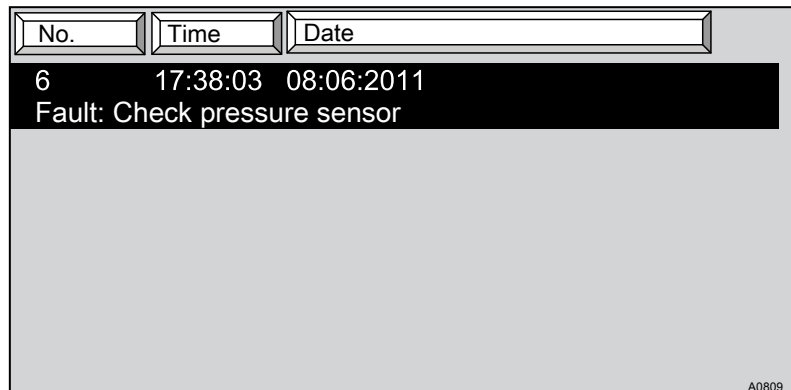 No. Time Date
6 17:38:03 08:06:2011
Fault: Check pressure sensor
A0809